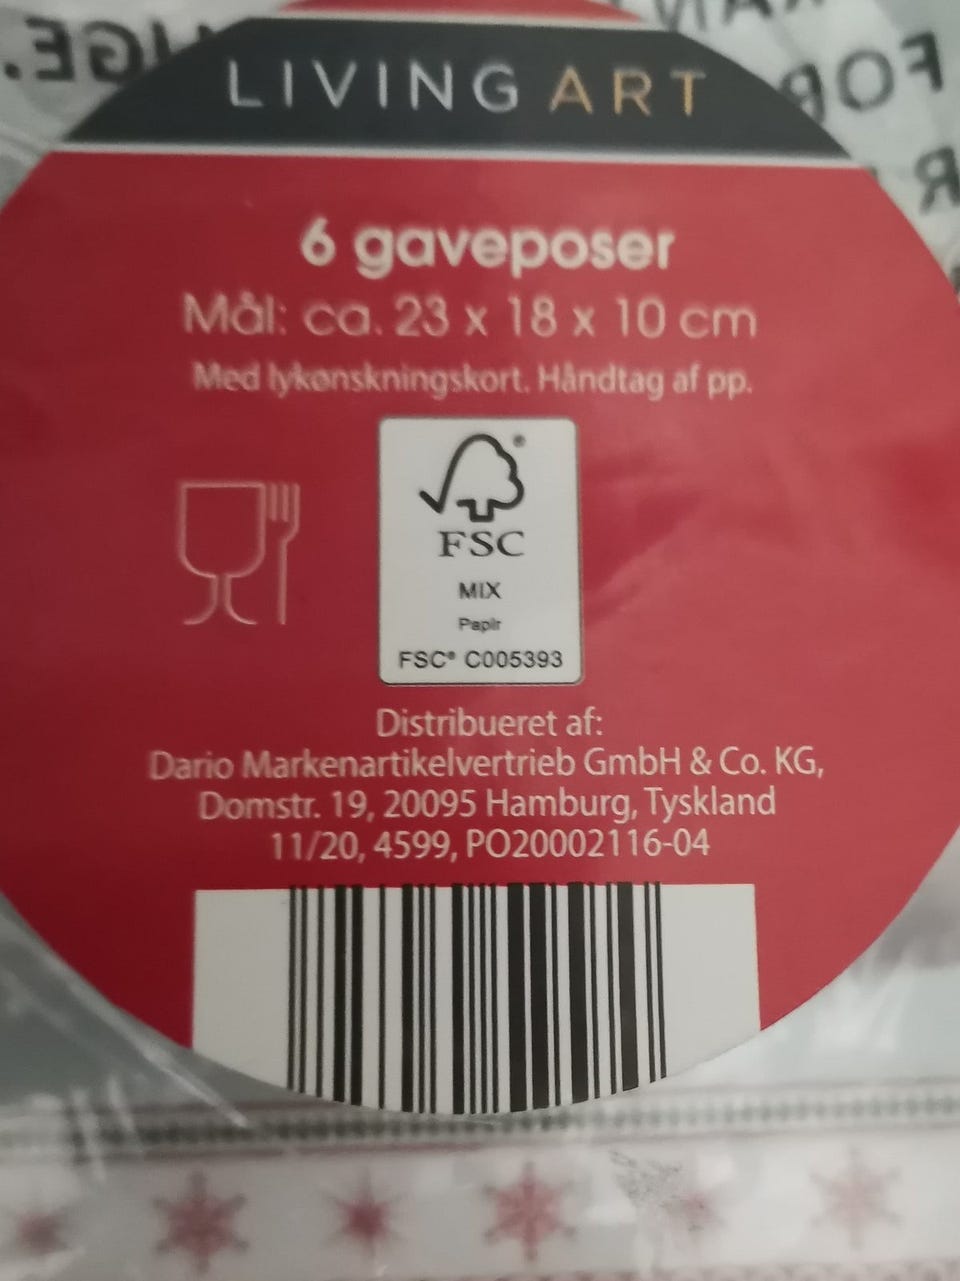 LIVING ART
6 gaveposer
Mål: ca. 23 x 18 x 10 cm
Med lykønskningskort. Håndtag af pp.
FSC
MIX
Papir
FSC® C005393
Distribueret af:
Dario Markenartikelvertrieb GmbH & Co. KG,
Domstr. 19, 20095 Hamburg, Tyskland
11/20, 4599, PO20002116-04